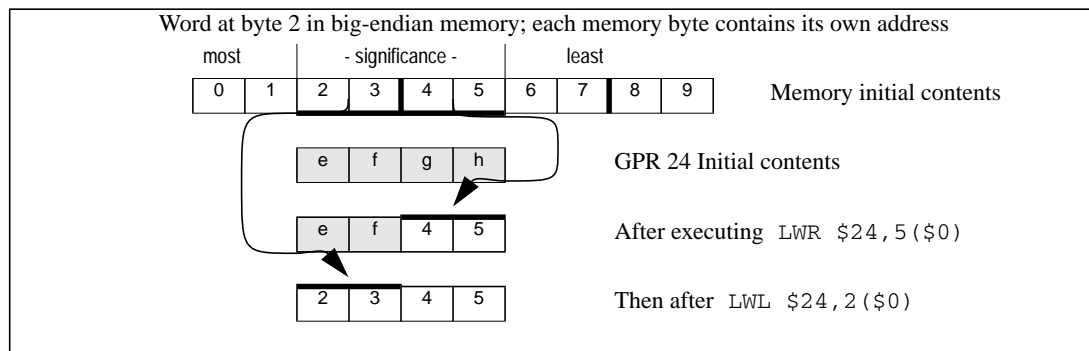 Word at byte 2 in big-endian memory; each memory byte contains its own address
most - significance - least
0 1 2 3 4 5 6 7 8 9 Memory initial contents
e f g h GPR 24 Initial contents
e f 4 5 After executing LWR $24,5($0)
2 3 4 5 Then after LWL $24,2($0)